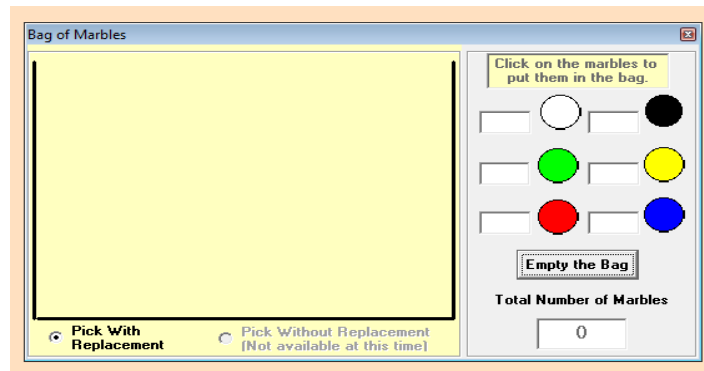 Bag of Marbles
Click on the marbles to
put them in the bag.
Empty the Bag
Total Number of Marbles
0
Pick With
Replacement
Pick Without Replacement
(Not available at this time)